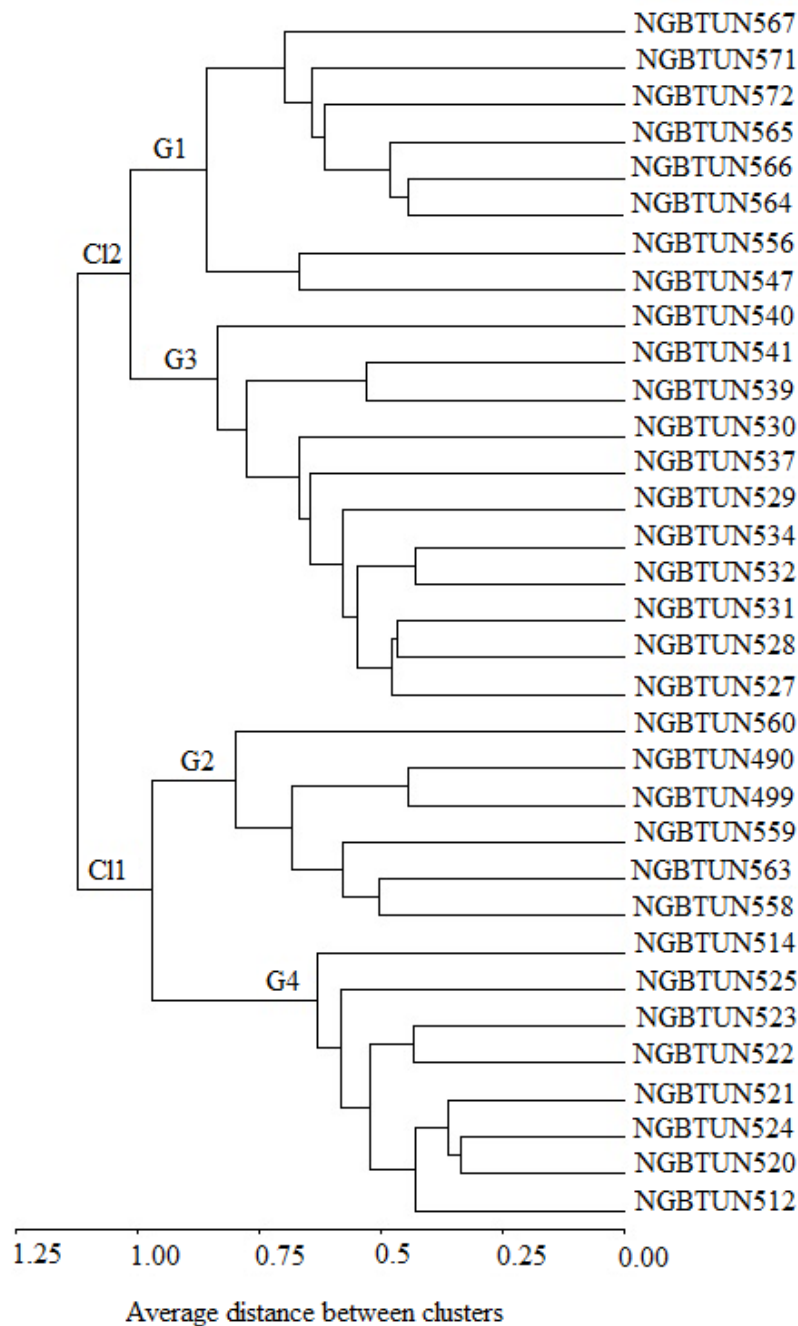 NGBTUN567
NGBTUN571
NGBTUN572
NGBTUN565
G1
NGBTUN566
NGBTUN564
NGBTUN556
Cl2
NGBTUN547
NGBTUN540
NGBTUN541
G3
NGBTUN539
NGBTUN530
NGBTUN537
NGBTUN529
NGBTUN534
NGBTUN532
NGBTUN531
NGBTUN528
NGBTUN527
NGBTUN560
G2
NGBTUN490
NGBTUN499
NGBTUN559
Cl1
NGBTUN563
NGBTUN558
NGBTUN514
G4
NGBTUN525
NGBTUN523
NGBTUN522
NGBTUN521
NGBTUN524
NGBTUN520
NGBTUN512
1.25 1.00 0.75 0.5 0.25 0.00
Average distance between clusters